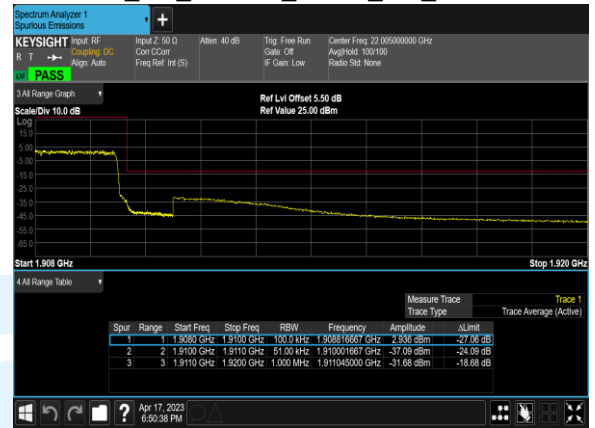 Spectrum Analyzer 1
Spurious Emissions
+
KEYSIGHT Input: RF Input Z: 50 Ω Atten: 40 dB Trig: Free Run Center Freq: 22.005000000 GHz
R T Coupling: DC Corr CCorr Gate: Off Avg|Hold: 100/100
Align: Auto Freq Ref: Int (S) IF Gain: Low Radio Std: None
LXI PASS
3 All Range Graph
Ref Lvl Offset 5.50 dB
Scale/Div 10.0 dB Ref Value 25.00 dBm
Log
15.0
5.00
-5.00
-15.0
-25.0
-35.0
-45.0
-55.0
-65.0
Start 1.908 GHz Stop 1.920 GHz
4 All Range Table
Measure Trace Trace 1
Trace Type Trace Average (Active)
Spur Range Start Freq Stop Freq RBW Frequency Amplitude ΔLimit
1 1 1.9080 GHz 1.9100 GHz 100.0 kHz 1.908816667 GHz 2.936 dBm -27.06 dB
2 2 1.9100 GHz 1.9110 GHz 51.00 kHz 1.910001667 GHz -37.09 dBm -24.09 dB
3 3 1.9110 GHz 1.9200 GHz 1.000 MHz 1.911045000 GHz -31.68 dBm -18.68 dB
? Apr 17, 2023
6:50:38 PM